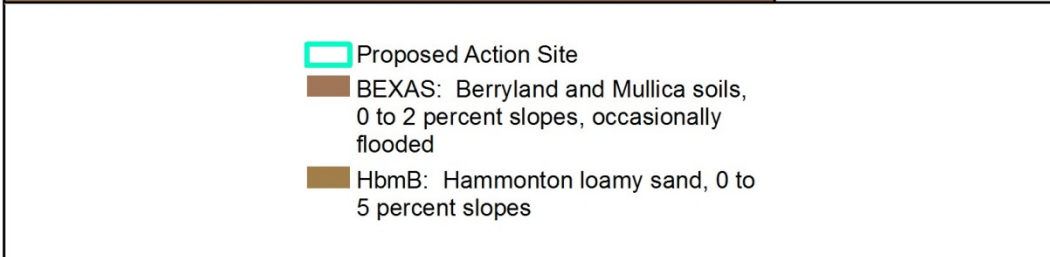 Proposed Action Site
BEXAS:  Berryland and Mullica soils,
0 to 2 percent slopes, occasionally
flooded
HbmB:  Hammonton loamy sand, 0 to
5 percent slopes